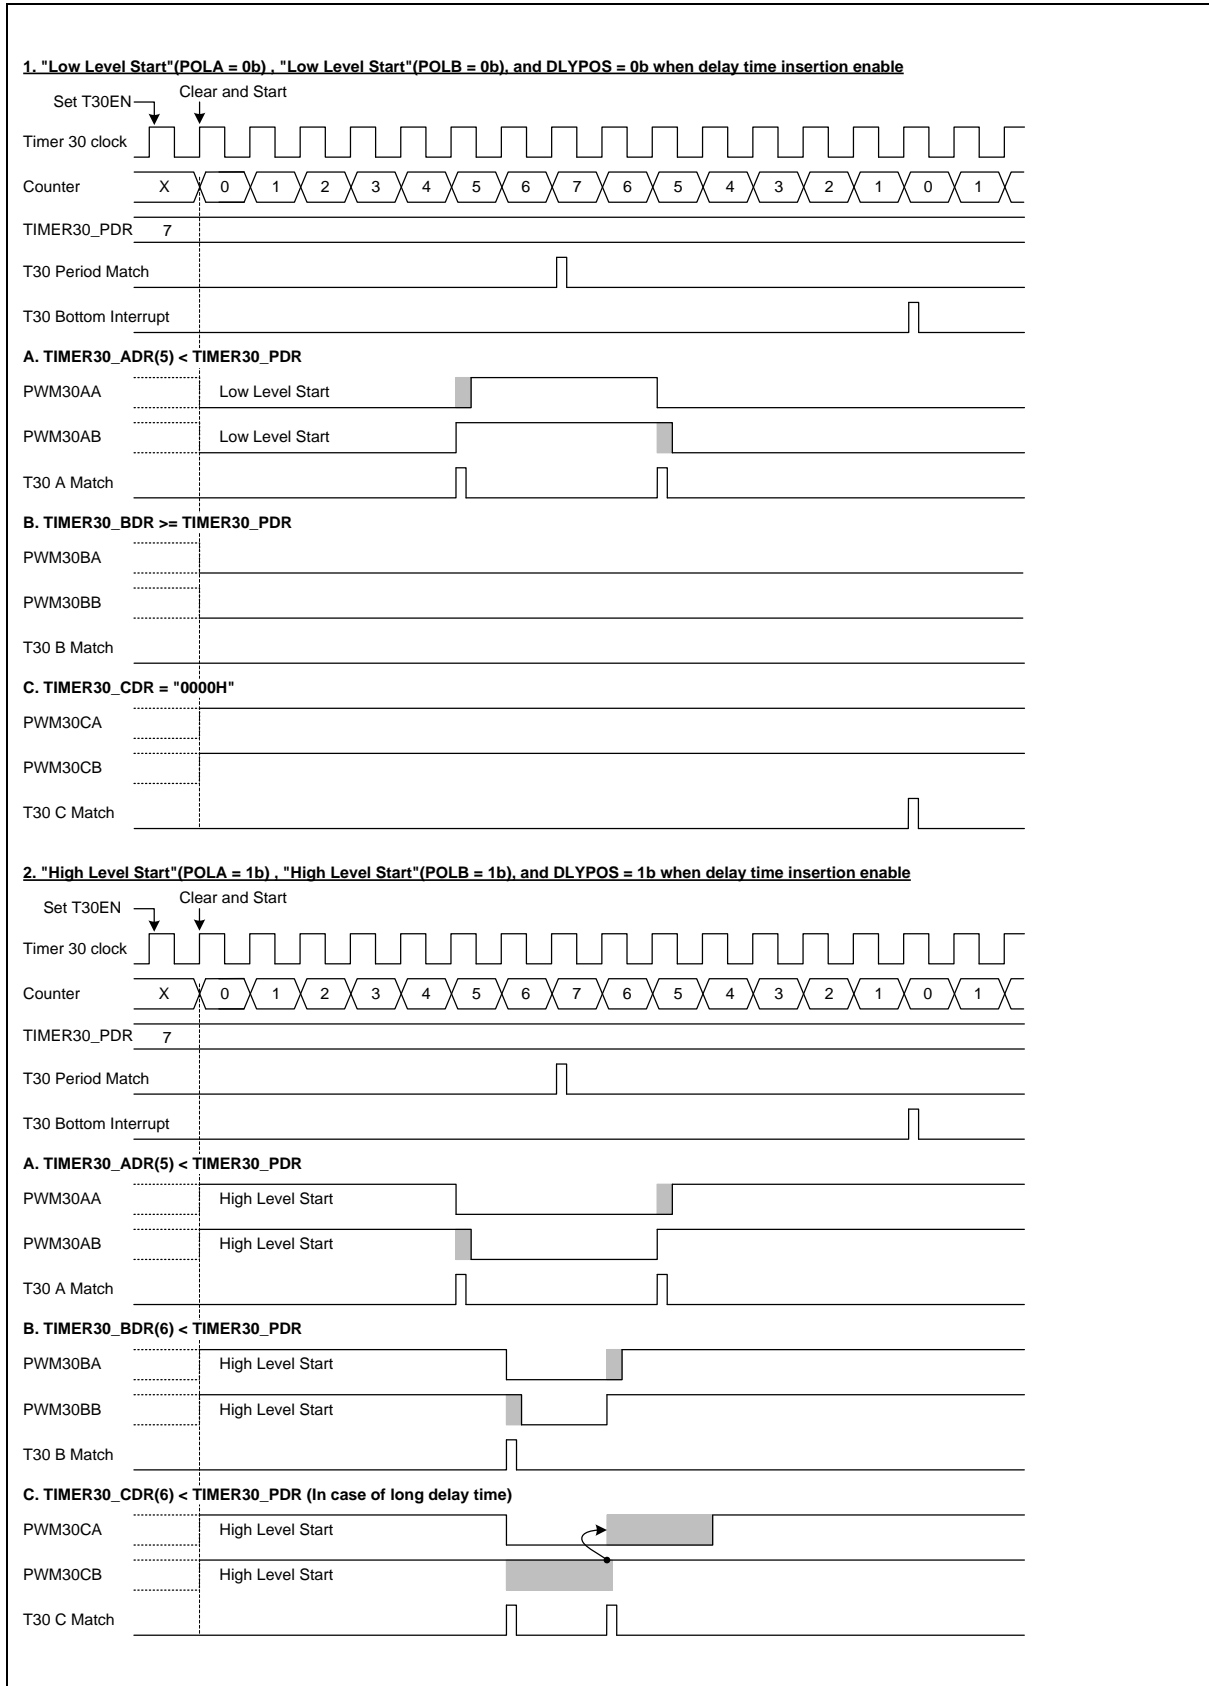 1. "Low Level Start"(POLA = 0b) , "Low Level Start"(POLB = 0b), and DLYPOS = 0b when delay time insertion enable
Set T30EN
Clear and Start
Timer 30 clock
Counter X 0 1 2 3 4 5 6 7 6 5 4 3 2 1 0 1
TIMER30_PDR 7
T30 Period Match
T30 Bottom Interrupt
A. TIMER30_ADR(5) < TIMER30_PDR
PWM30AA Low Level Start
PWM30AB Low Level Start
T30 A Match
B. TIMER30_BDR >= TIMER30_PDR
PWM30BA
PWM30BB
T30 B Match
C. TIMER30_CDR = "0000H"
PWM30CA
PWM30CB
T30 C Match
2. "High Level Start"(POLA = 1b) , "High Level Start"(POLB = 1b), and DLYPOS = 1b when delay time insertion enable
Set T30EN
Clear and Start
Timer 30 clock
Counter X 0 1 2 3 4 5 6 7 6 5 4 3 2 1 0 1
TIMER30_PDR 7
T30 Period Match
T30 Bottom Interrupt
A. TIMER30_ADR(5) < TIMER30_PDR
PWM30AA High Level Start
PWM30AB High Level Start
T30 A Match
B. TIMER30_BDR(6) < TIMER30_PDR
PWM30BA High Level Start
PWM30BB High Level Start
T30 B Match
C. TIMER30_CDR(6) < TIMER30_PDR (In case of long delay time)
PWM30CA High Level Start
PWM30CB High Level Start
T30 C Match